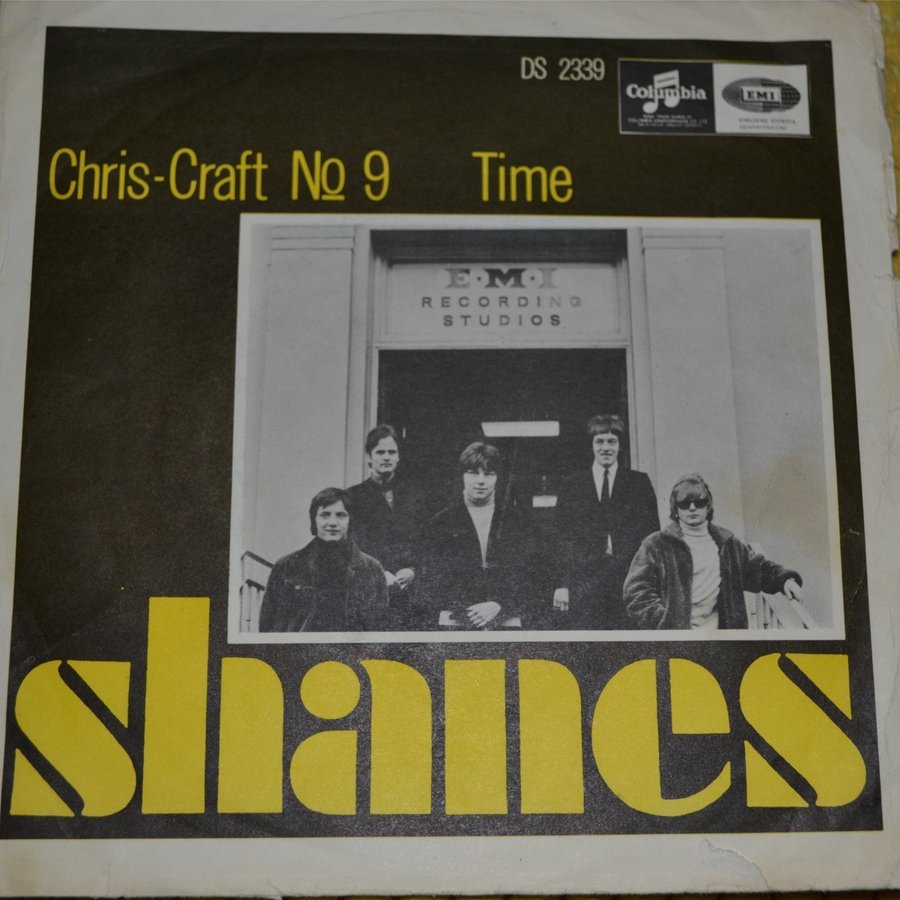 DS 2339
Columbia
EMI
Chris-Craft No 9 Time
E·M·I
RECORDING
STUDIOS
shanes